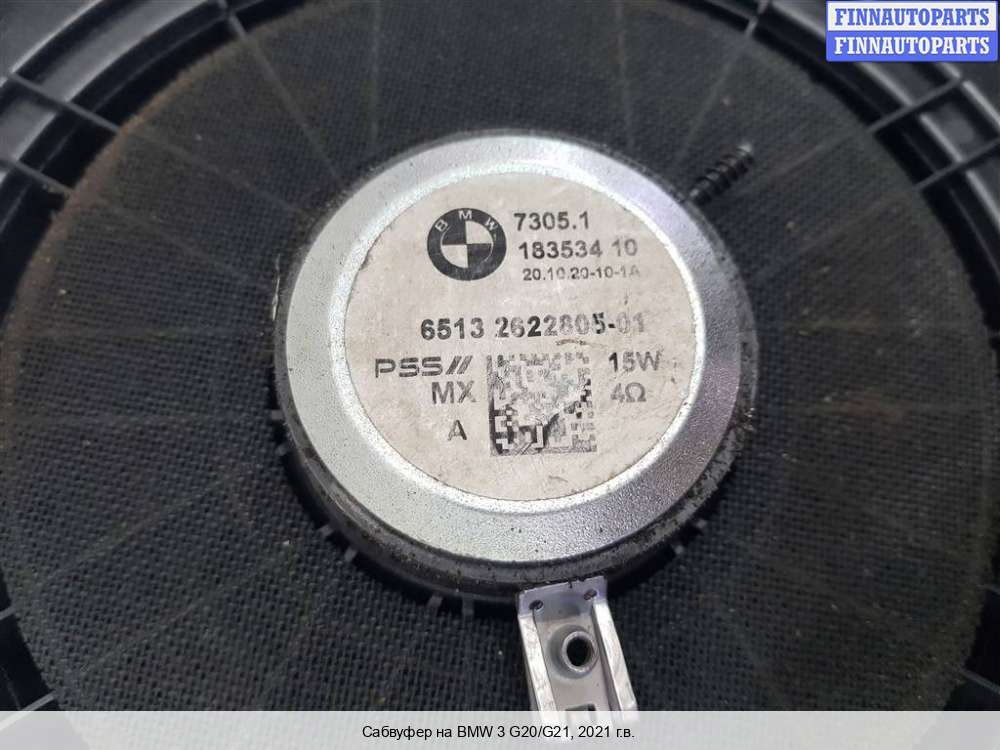 FINNAUTOPARTS
FINNAUTOPARTS
BMW
7305.1
183534 10
20.10.20-10-1A
6513 2622805-01
PSS// 15W
MX 4Ω
A
Сабвуфер на BMW 3 G20/G21, 2021 г.в.